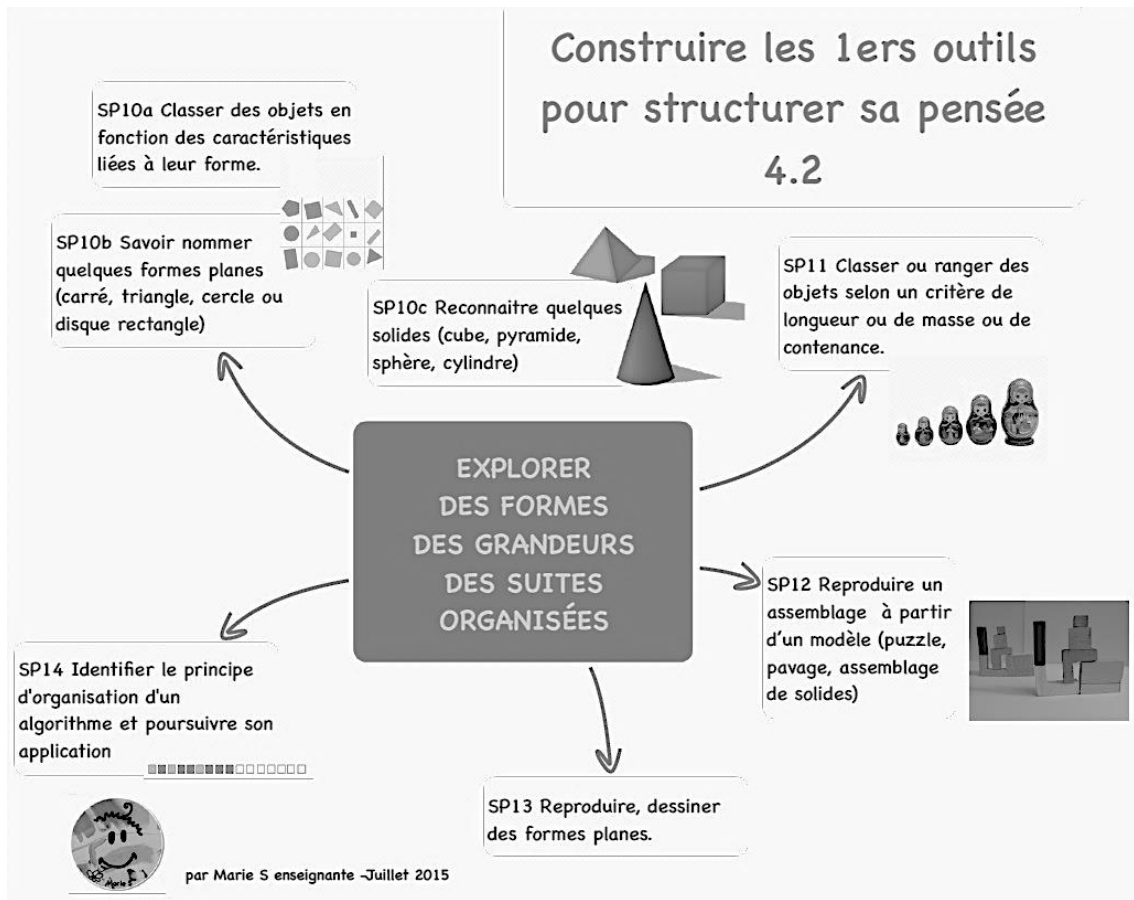 Construire les 1ers outils
pour structurer sa pensée
4.2
SP10a Classer des objets en
fonction des caractéristiques
liées à leur forme.
SP10b Savoir nommer
quelques formes planes
(carré, triangle, cercle ou
disque rectangle)
SP10c Reconnaitre quelques
solides (cube, pyramide,
sphère, cylindre)
SP11 Classer ou ranger des
objets selon un critère de
longueur ou de masse ou de
contenance.
EXPLORER
DES FORMES
DES GRANDEURS
DES SUITES
ORGANISÉES
SP12 Reproduire un
assemblage à partir
d'un modèle (puzzle,
pavage, assemblage
de solides)
SP14 Identifier le principe
d'organisation d'un
algorithme et poursuivre son
application
SP13 Reproduire, dessiner
des formes planes.
Marie S
par Marie S enseignante -Juillet 2015